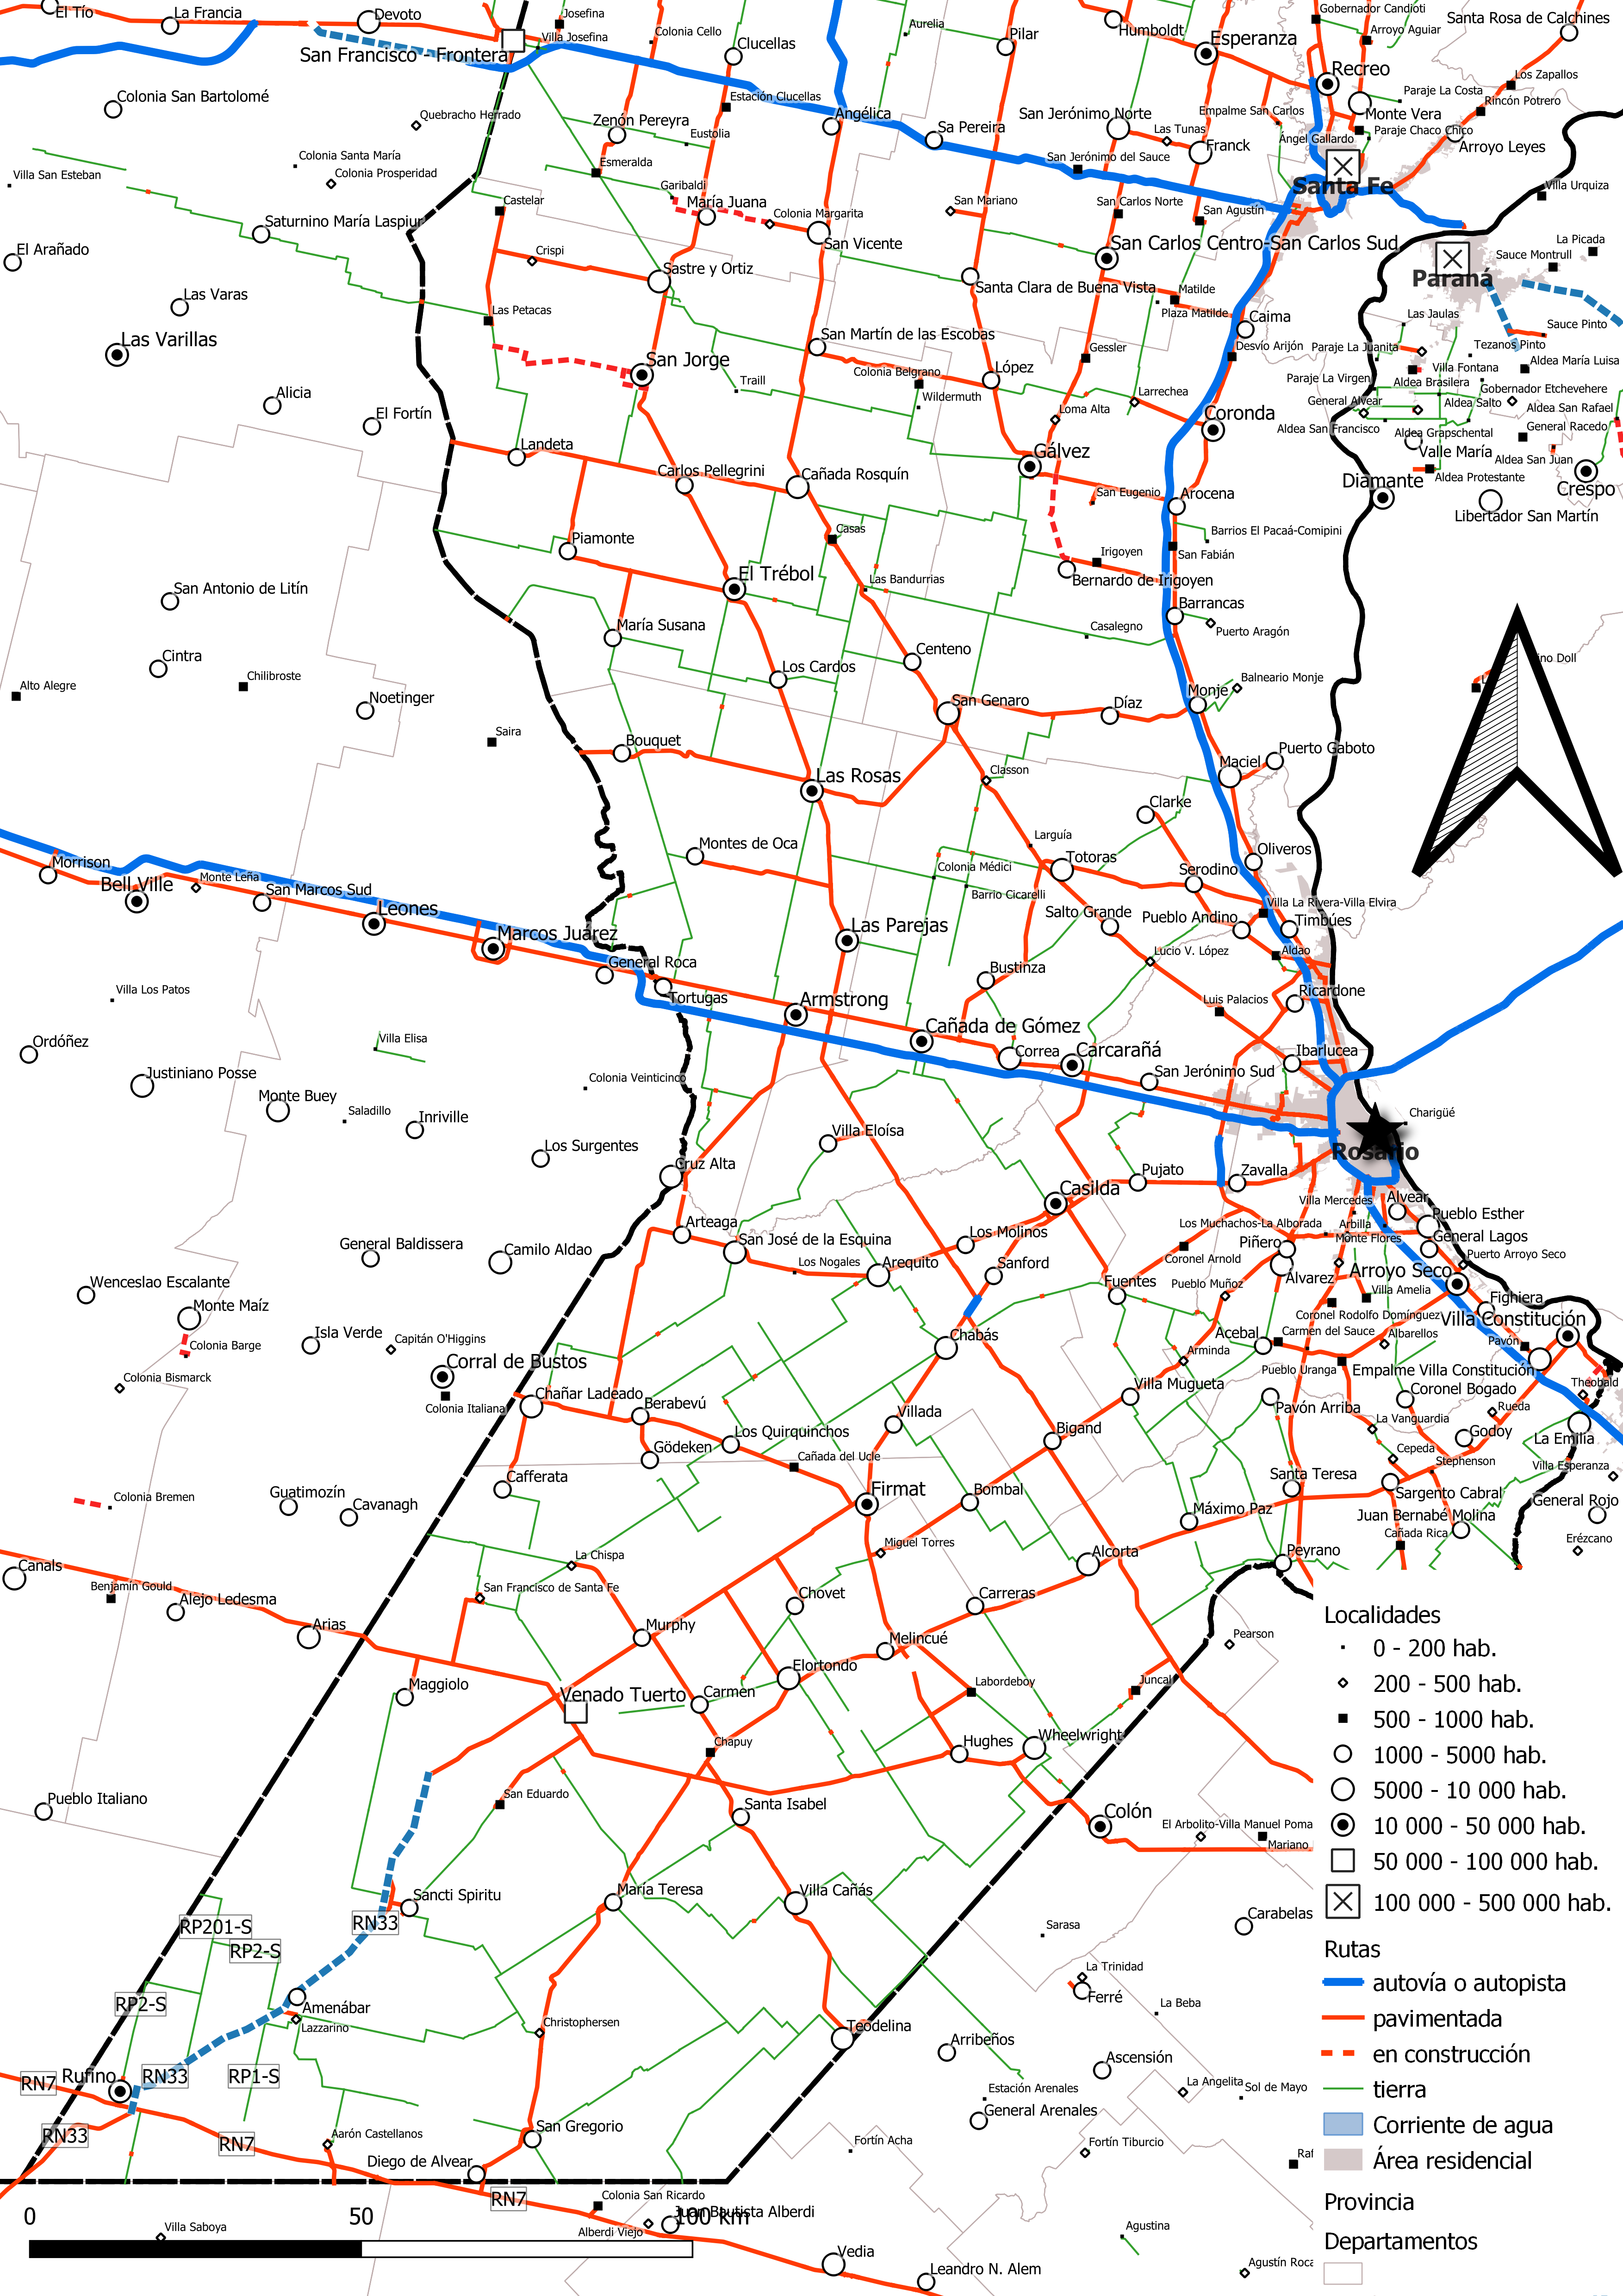 El Tío
La Francia
Devoto
Josefina
Villa Josefina
San Francisco - Frontera
Colonia Cello
Clucellas
Aurelia
Pilar
Humboldt
Esperanza
Gobernador Candioti
Arroyo Aguiar
Santa Rosa de Calchines
Recreo
Los Zapallos
Colonia San Bartolomé
Quebracho Herrado
Estación Clucellas
Zenón Pereyra
Eustolia
Angélica
Sa Pereira
San Jerónimo Norte
Las Tunas
Franck
Empalme San Carlos
Paraje La Costa
Monte Vera
Rincón Potrero
Paraje Chaco Chico
Ángel Gallardo
Arroyo Leyes
Villa San Esteban
Colonia Santa María
Colonia Prosperidad
Esmeralda
San Jerónimo del Sauce
Santa Fe
Villa Urquiza
Garibaldi
María Juana
Castelar
Colonia Margarita
San Vicente
San Mariano
San Carlos Norte
San Agustín
Saturnino María Laspiur
El Arañado
Crispi
Sastre y Ortiz
San Carlos Centro-San Carlos Sud
La Picada
Sauce Montrull
Paraná
Las Varas
Las Petacas
Santa Clara de Buena Vista
Matilde
Plaza Matilde
Caima
Las Jaulas
Sauce Pinto
Las Varillas
San Martín de las Escobas
Gessler
Desvío Arijón
Paraje La Juanita
Tezanos Pinto
San Jorge
López
Villa Fontana
Aldea María Luisa
Alicia
Traill
Colonia Belgrano
Wildermuth
Larrechea
Paraje La Virgen
Aldea Brasilera
Gobernador Etchevehere
El Fortín
Loma Alta
Coronda
General Alvear
Aldea Salto
Aldea San Rafael
Aldea San Francisco
Aldea Grapschental
General Racedo
Landeta
Gálvez
Valle María
Aldea San Juan
Carlos Pellegrini
Cañada Rosquín
San Eugenio
Arocena
Diamante
Aldea Protestante
Crespo
Libertador San Martín
Piamonte
Casas
Barrios El Pacaá-Comipini
San Fabián
Irigoyen
Bernardo de Irigoyen
San Antonio de Litín
El Trébol
Las Bandurrias
Barrancas
María Susana
Casalegno
Puerto Aragón
Cintra
Los Cardos
Centeno
ino Doll
Alto Alegre
Chilibroste
Noetinger
San Genaro
Díaz
Monje
Balneario Monje
Saira
Bouquet
Las Rosas
Classon
Maciel
Puerto Gaboto
Clarke
Montes de Oca
Larguía
Totoras
Oliveros
Morrison
Bell Ville
Monte Leña
San Marcos Sud
Leones
Colonia Médici
Barrio Cicarelli
Serodino
Villa La Rivera-Villa Elvira
Salto Grande
Pueblo Andino
Timbúes
Marcos Juárez
Las Parejas
Lucio V. López
Aldao
General Roca
Tortugas
Bustinza
Villa Los Patos
Armstrong
Luis Palacios
Ricardone
Ordóñez
Villa Elisa
Cañada de Gómez
Correa
Carcarañá
Ibarlucea
Justiniano Posse
Colonia Veinticinco
San Jerónimo Sud
Monte Buey
Saladillo
Inriville
Villa Eloísa
Charigüé
Los Surgentes
Rosario
Cruz Alta
Casilda
Pujato
Zavalla
Villa Mercedes
Alvear
Arteaga
Los Muchachos-La Alborada
Arbilla
Pueblo Esther
General Baldissera
Camilo Aldao
San José de la Esquina
Los Molinos
Piñero
Monte Flores
General Lagos
Los Nogales
Arequito
Sanford
Coronel Arnold
Puerto Arroyo Seco
Wenceslao Escalante
Fuentes
Pueblo Muñoz
Álvarez
Arroyo Seco
Villa Amelia
Monte Maíz
Fighiera
Isla Verde
Capitán O'Higgins
Chabás
Coronel Rodolfo Domínguez
Villa Constitución
Colonia Barge
Acebal
Carmen del Sauce
Albarellos
Pavón
Colonia Bismarck
Corral de Bustos
Arminda
Pueblo Uranga
Empalme Villa Constitución
Theobald
Colonia Italiana
Chañar Ladeado
Berabevú
Villa Mugueta
Coronel Bogado
Villada
Pavón Arriba
La Vanguardia
Rueda
Gödeken
Los Quirquinchos
Bigand
Godoy
La Emilia
Cañada del Ucle
Cepeda
Stephenson
Villa Esperanza
Cafferata
Santa Teresa
Colonia Bremen
Guatimozín
Cavanagh
Firmat
Bombal
Máximo Paz
Sargento Cabral
General Rojo
Juan Bernabé Molina
Cañada Rica
Erézcano
Canals
La Chispa
Miguel Torres
Alcorta
Peyrano
Benjamín Gould
Alejo Ledesma
San Francisco de Santa Fe
Chovet
Carreras
Arias
Murphy
Melincué
Pearson
Elortondo
Maggiolo
Venado Tuerto
Carmen
Labordeboy
Juncal
Chapuy
Hughes
Wheelwright
Pueblo Italiano
San Eduardo
Santa Isabel
Colón
El Arbolito-Villa Manuel Poma
Mariano
Sancti Spiritu
María Teresa
Villa Cañás
RP201-S
RN33
Carabelas
RP2-S
Sarasa
RP2-S
Amenábar
Lazzarino
La Trinidad
Ferré
La Beba
Christophersen
Teodelina
Arribeños
Rufino
RN7
RN33
RP1-S
Ascensión
La Angelita
Sol de Mayo
Estación Arenales
General Arenales
RN33
RN7
Aarón Castellanos
San Gregorio
Fortín Acha
Fortín Tiburcio
Raf
Diego de Alvear
RN7
Colonia San Ricardo
Juan Bautista Alberdi
Alberdi Viejo
Villa Saboya
Agustina
Vedia
Leandro N. Alem
Agustín Roca
0 50 100 km
Localidades
0 - 200 hab.
200 - 500 hab.
500 - 1000 hab.
1000 - 5000 hab.
5000 - 10 000 hab.
10 000 - 50 000 hab.
50 000 - 100 000 hab.
100 000 - 500 000 hab.
Rutas
autovía o autopista
pavimentada
en construcción
tierra
Corriente de agua
Área residencial
Provincia
Departamentos